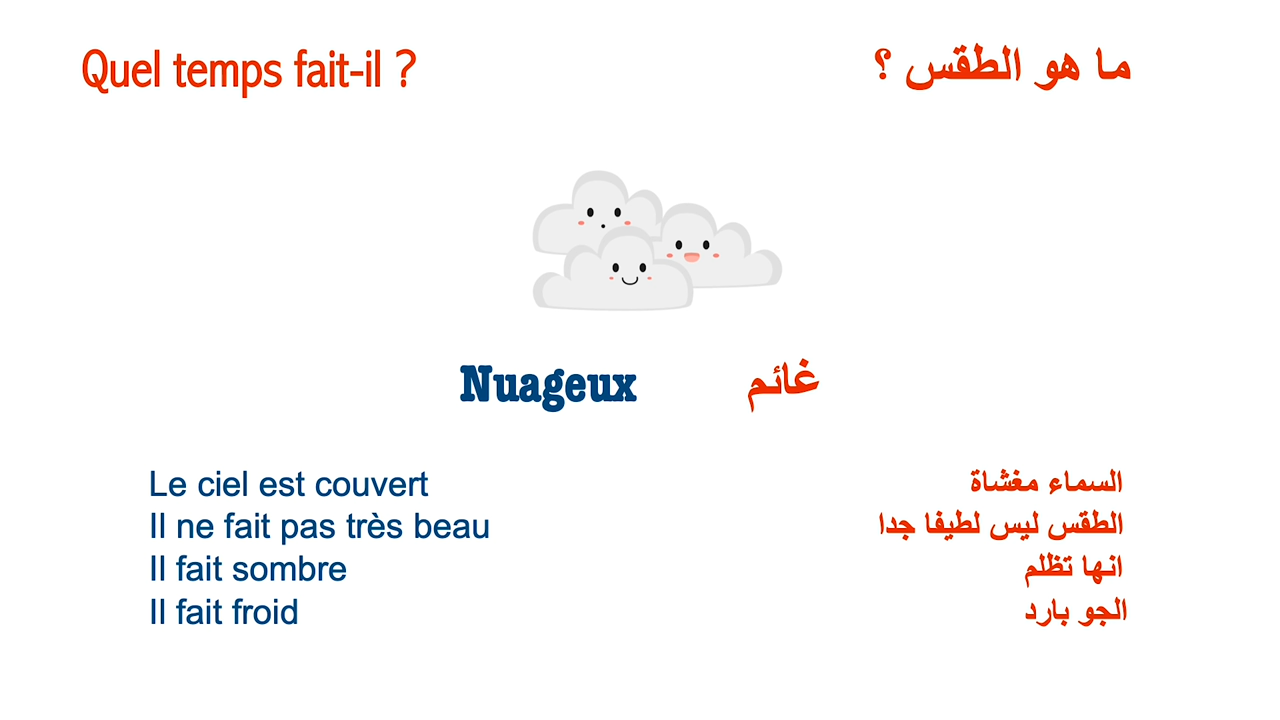 Quel temps fait-il ?
ما هو الطقس ؟
Nuageux
غائم
Le ciel est couvert
السماء مغشاة
Il ne fait pas très beau
الطقس ليس لطيفا جدا
Il fait sombre
انها تظلم
Il fait froid
الجو بارد